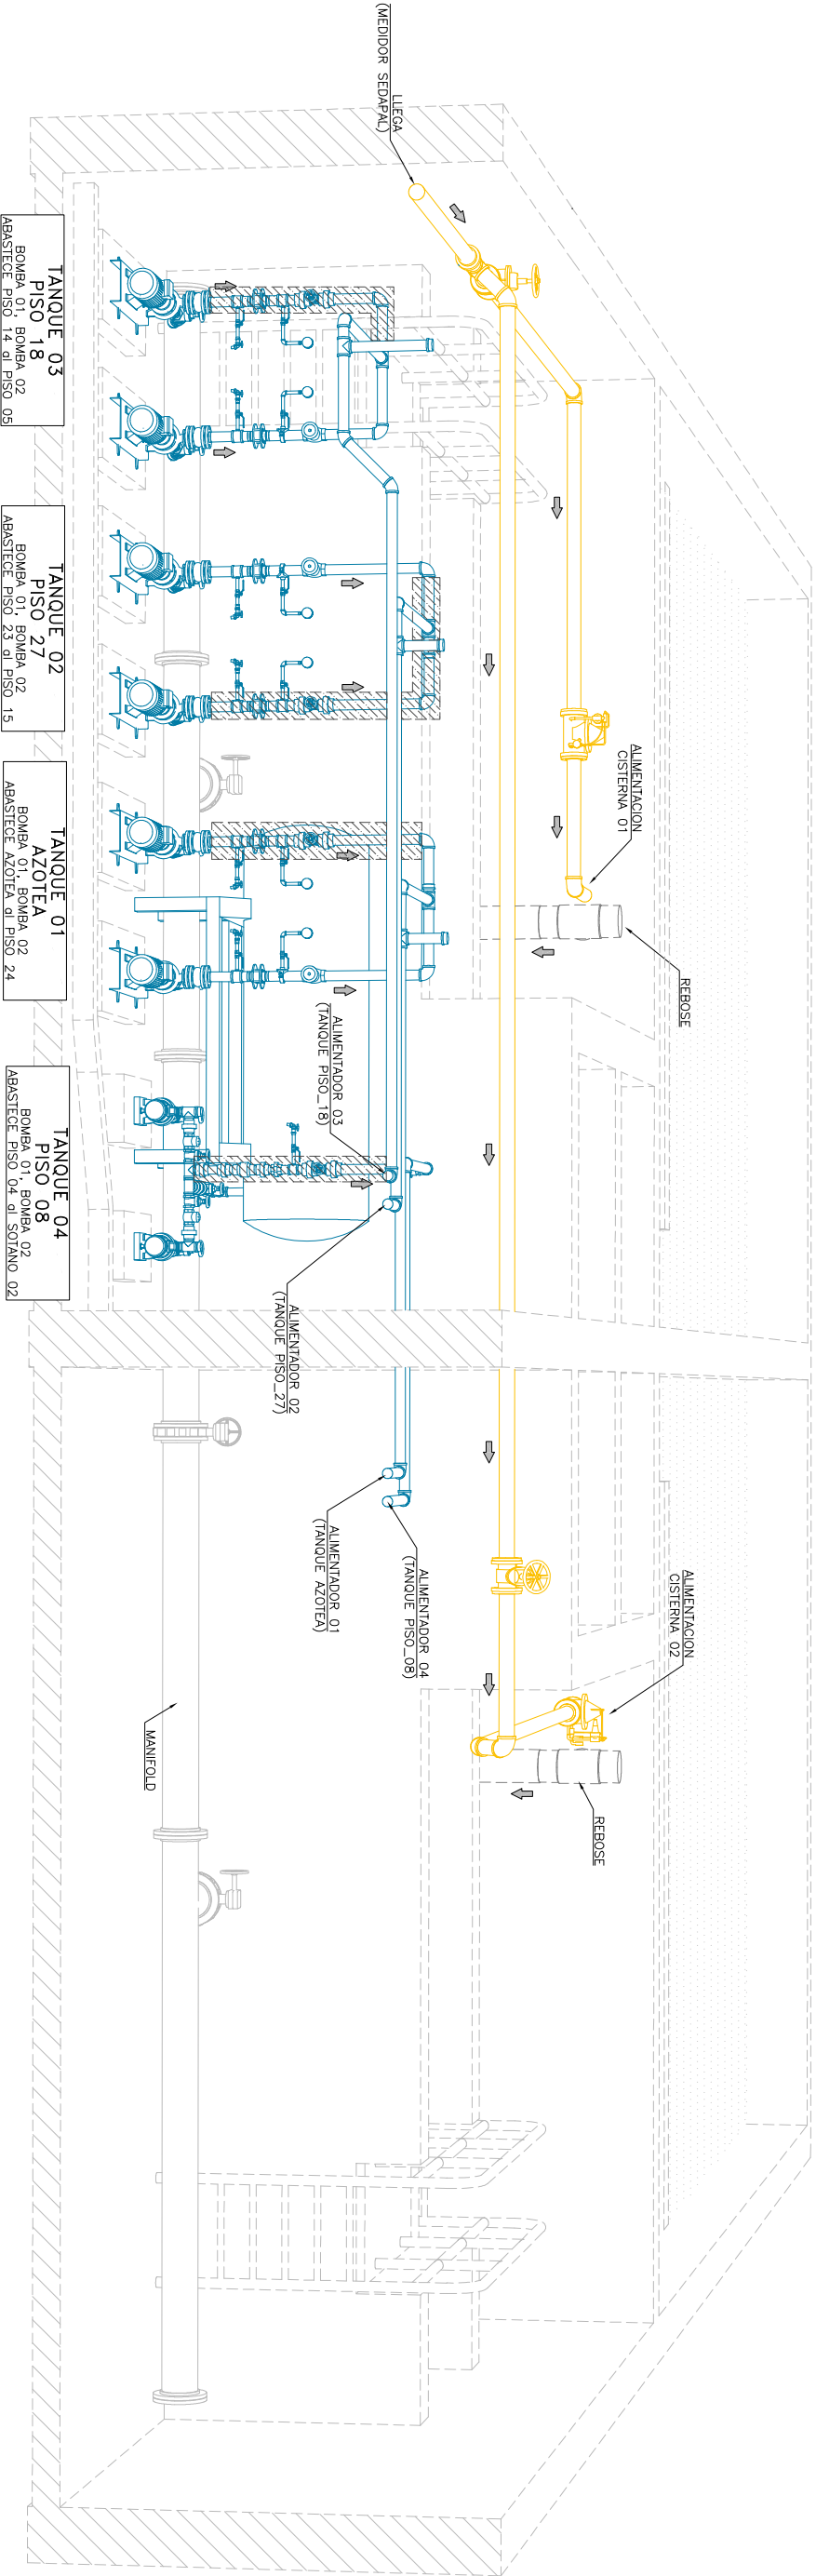 LLEGA
(MEDIDOR SEDAPAL)
ALIMENTACION
CISTERNA 01
REBOSE
ALIMENTADOR 03
(TANQUE PISO_18)
ALIMENTADOR 02
(TANQUE PISO_27)
ALIMENTADOR 01
(TANQUE AZOTEA)
ALIMENTADOR 04
(TANQUE PISO_08)
ALIMENTACION
CISTERNA 02
REBOSE
MANIFOLD
TANQUE 03
PISO 18
BOMBA 01, BOMBA 02
ABASTECE PISO 14 al PISO 05
TANQUE 02
PISO 27
BOMBA 01, BOMBA 02
ABASTECE PISO 23 al PISO 15
TANQUE 01
AZOTEA
BOMBA 01, BOMBA 02
ABASTECE AZOTEA al PISO 24
TANQUE 04
PISO 08
BOMBA 01, BOMBA 02
ABASTECE PISO 04 al SOTANO 02